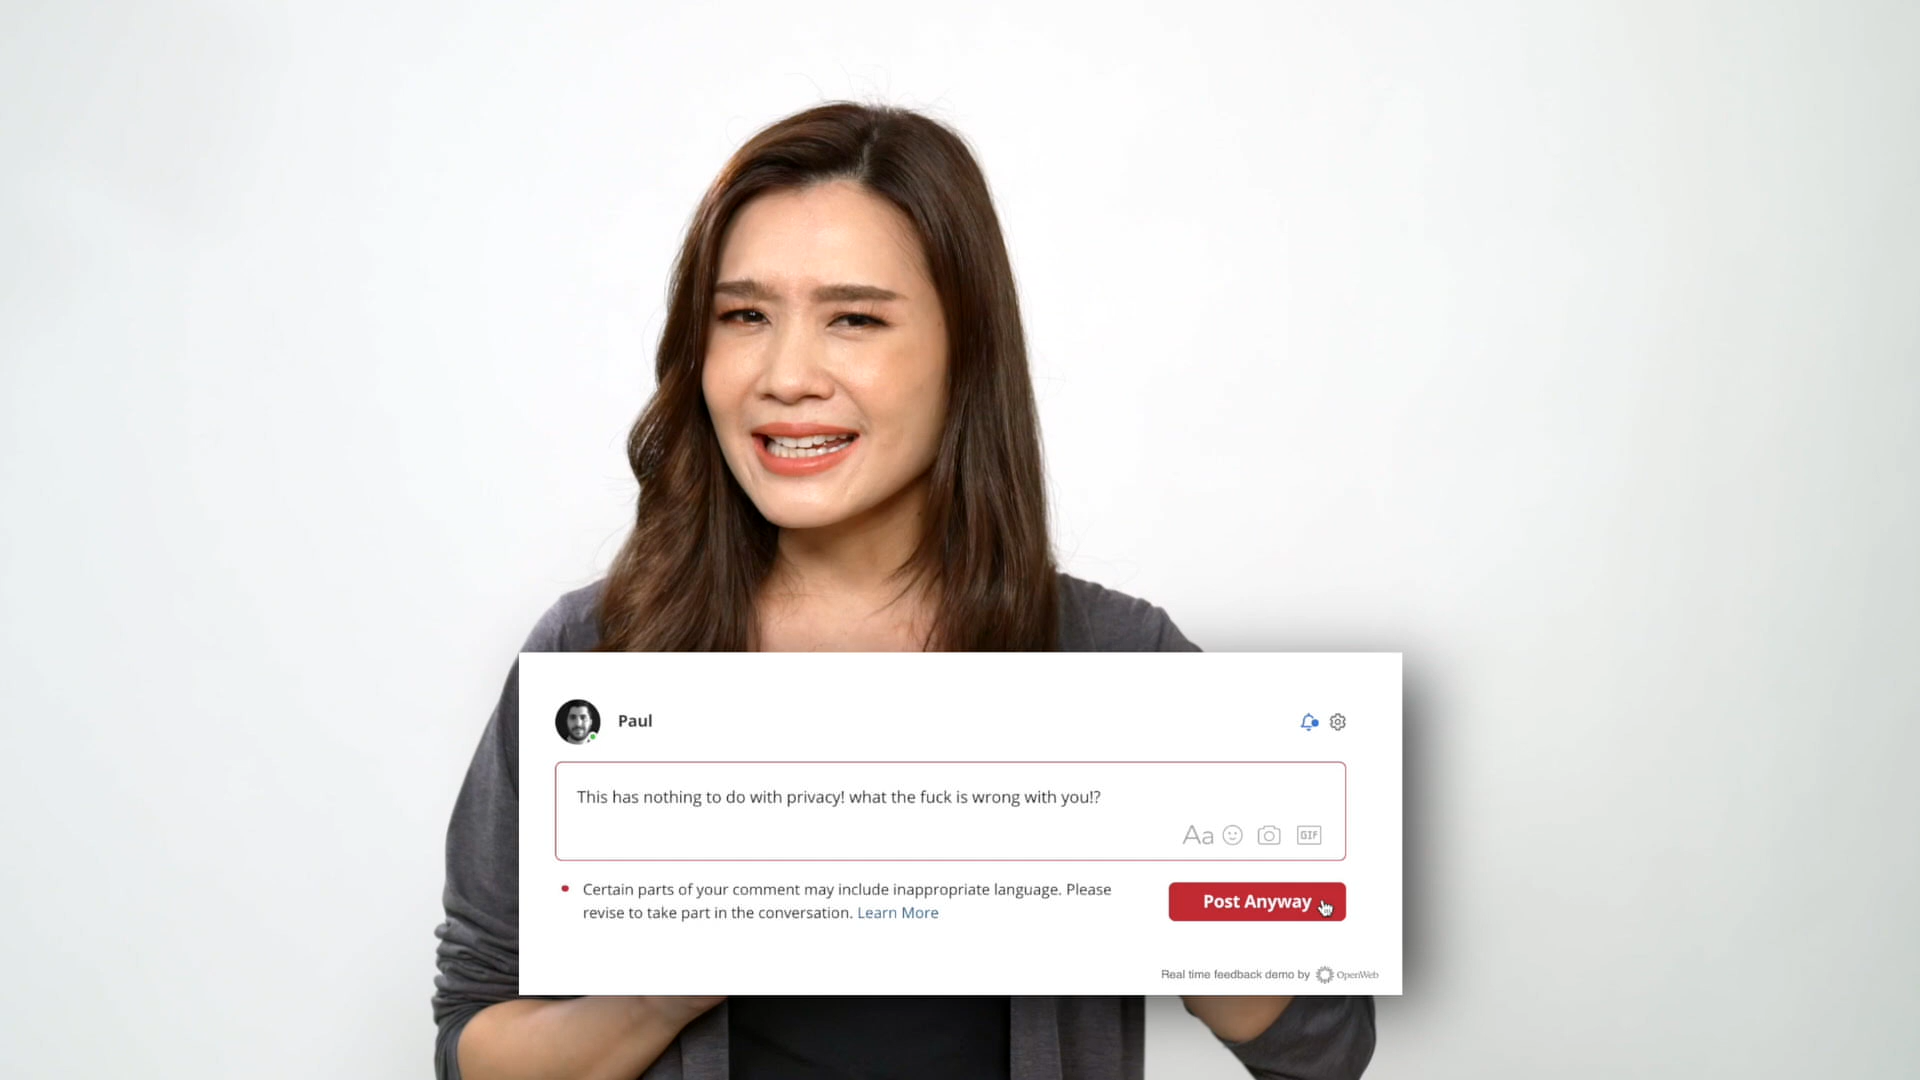 Paul
This has nothing to do with privacy! what the fuck is wrong with you!?
Aa
GIF
Certain parts of your comment may include inappropriate language. Please
revise to take part in the conversation. Learn More
Post Anyway
Real time feedback demo by OpenWeb